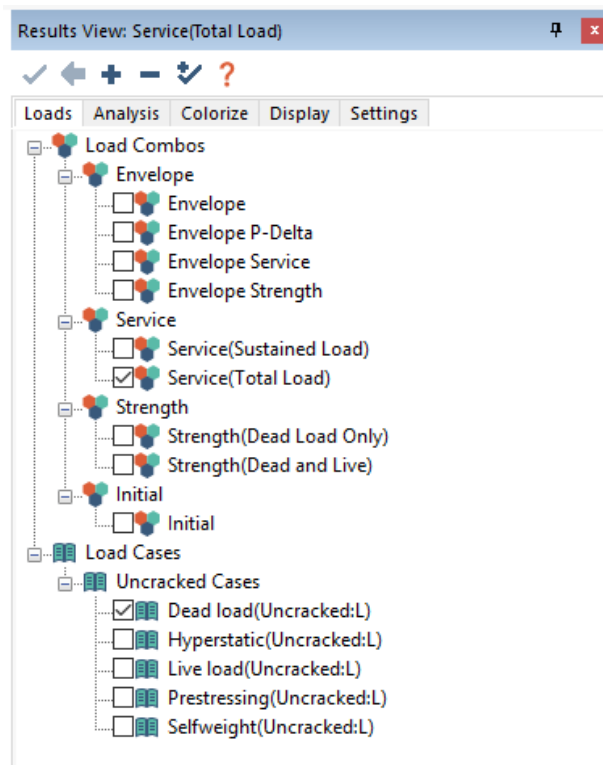 Results View: Service(Total Load)
Loads Analysis Colorize Display Settings
Load Combos
Envelope
Envelope
Envelope P-Delta
Envelope Service
Envelope Strength
Service
Service(Sustained Load)
Service(Total Load)
Strength
Strength(Dead Load Only)
Strength(Dead and Live)
Initial
Initial
Load Cases
Uncracked Cases
Dead load(Uncracked:L)
Hyperstatic(Uncracked:L)
Live load(Uncracked:L)
Prestressing(Uncracked:L)
Selfweight(Uncracked:L)